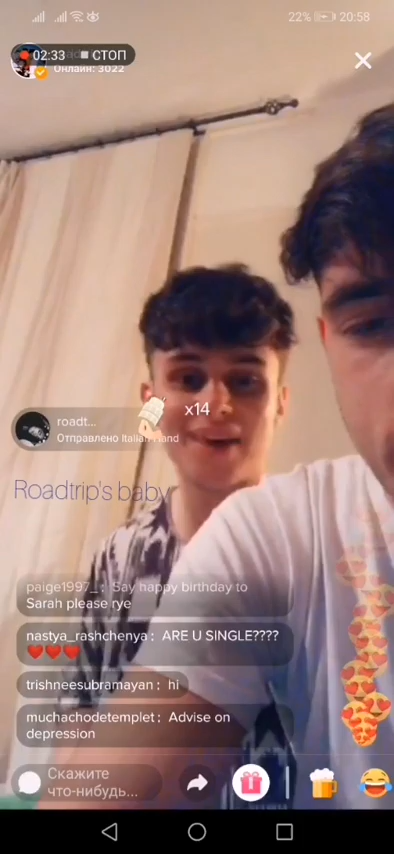 22% 20:58
02:33 СТОП
Онлайн: 3022
x14
roadt...
Отправлено Italian Hand
Roadtrip's baby
paige1997_: Say happy birthday to
Sarah please rye
nastya_rashchenya: ARE U SINGLE????
❤️❤️❤️
trishneesubramayan: hi
muchachodetemplet: Advise on
depression
Скажите
что-нибудь...